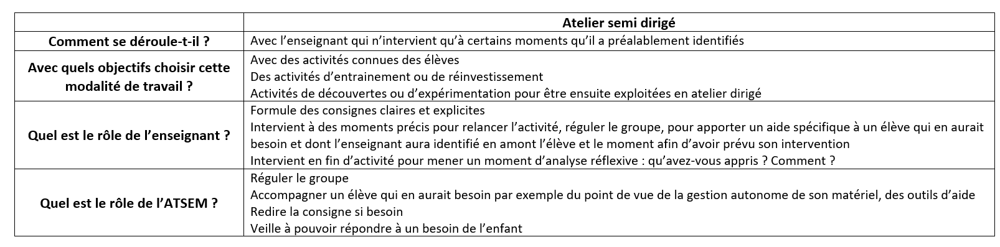 Atelier semi dirigé
Comment se déroule-t-il ?
Avec l’enseignant qui n’intervient qu’à certains moments qu’il a préalablement identifiés
Avec quels objectifs choisir cette
modalité de travail ?
Avec des activités connues des élèves
Des activités d’entrainement ou de réinvestissement
Activités de découvertes ou d’expérimentation pour être ensuite exploitées en atelier dirigé
Quel est le rôle de l’enseignant ?
Formule des consignes claires et explicites
Intervient à des moments précis pour relancer l’activité, réguler le groupe, pour apporter un aide spécifique à un élève qui en aurait
besoin et dont l’enseignant aura identifié en amont l’élève et le moment afin d’avoir prévu son intervention
Intervient en fin d’activité pour mener un moment d’analyse réflexive : qu’avez-vous appris ? Comment ?
Quel est le rôle de l’ATSEM ?
Réguler le groupe
Accompagner un élève qui en aurait besoin par exemple du point de vue de la gestion autonome de son matériel, des outils d’aide
Redire la consigne si besoin
Veille à pouvoir répondre à un besoin de l’enfant